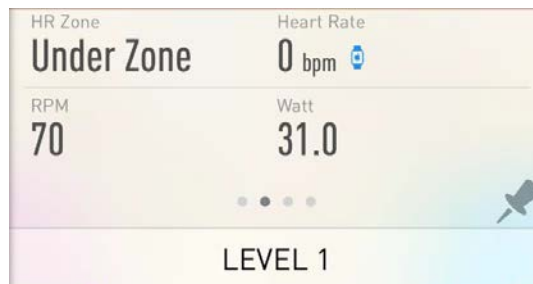 HR Zone Heart Rate
Under Zone 0 bpm
RPM Watt
70 31.0
LEVEL 1